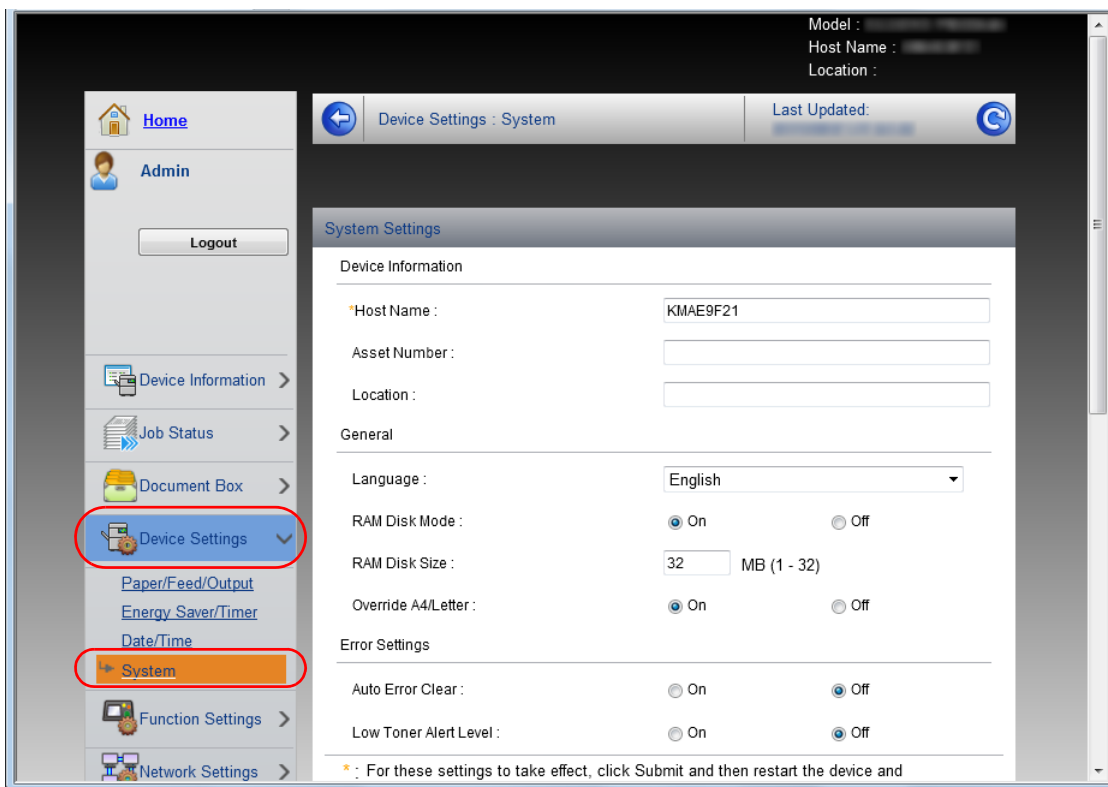 Model :
Host Name :
Location :
Home
Admin
Logout
Device Information
Job Status
Document Box
Device Settings
Paper/Feed/Output
Energy Saver/Timer
Date/Time
System
Function Settings
Network Settings
Device Settings : System
Last Updated:
System Settings
Device Information
*Host Name : KMAE9F21
Asset Number :
Location :
General
Language : English
RAM Disk Mode : On Off
RAM Disk Size : 32 MB (1 - 32)
Override A4/Letter : On Off
Error Settings
Auto Error Clear : On Off
Low Toner Alert Level : On Off
* : For these settings to take effect, click Submit and then restart the device and